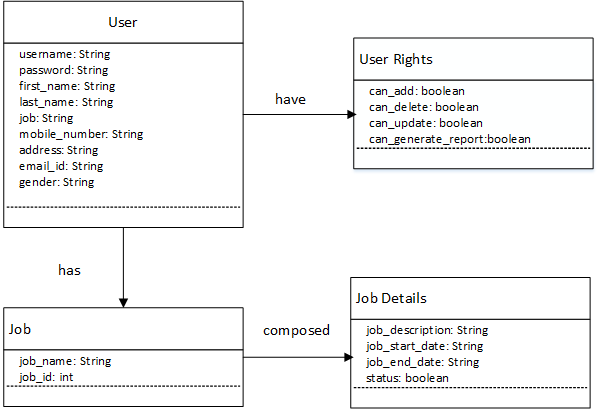 User
username: String
password: String
first_name: String
last_name: String
job: String
mobile_number: String
address: String
email_id: String
gender: String
have
User Rights
can_add: boolean
can_delete: boolean
can_update: boolean
can_generate_report:boolean
has
Job
job_name: String
job_id: int
composed
Job Details
job_description: String
job_start_date: String
job_end_date: String
status: boolean